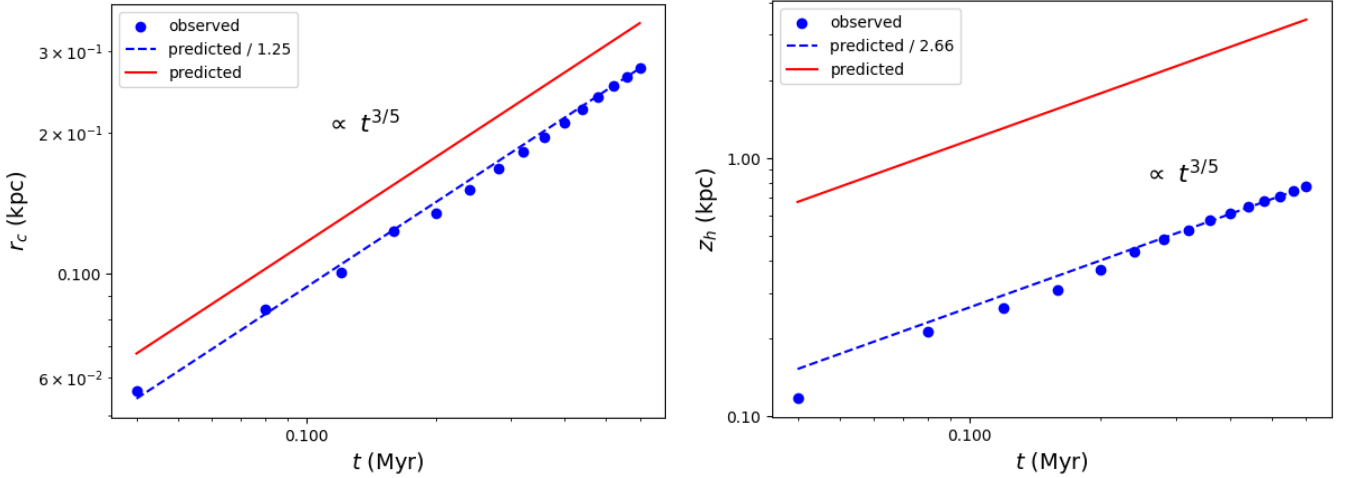 observed
predicted / 1.25
predicted
∝ t^{3/5}
3 × 10⁻¹
2 × 10⁻¹
0.100
6 × 10⁻²
r_c (kpc)
0.100
t (Myr)
observed
predicted / 2.66
predicted
∝ t^{3/5}
1.00
0.10
z_h (kpc)
0.100
t (Myr)